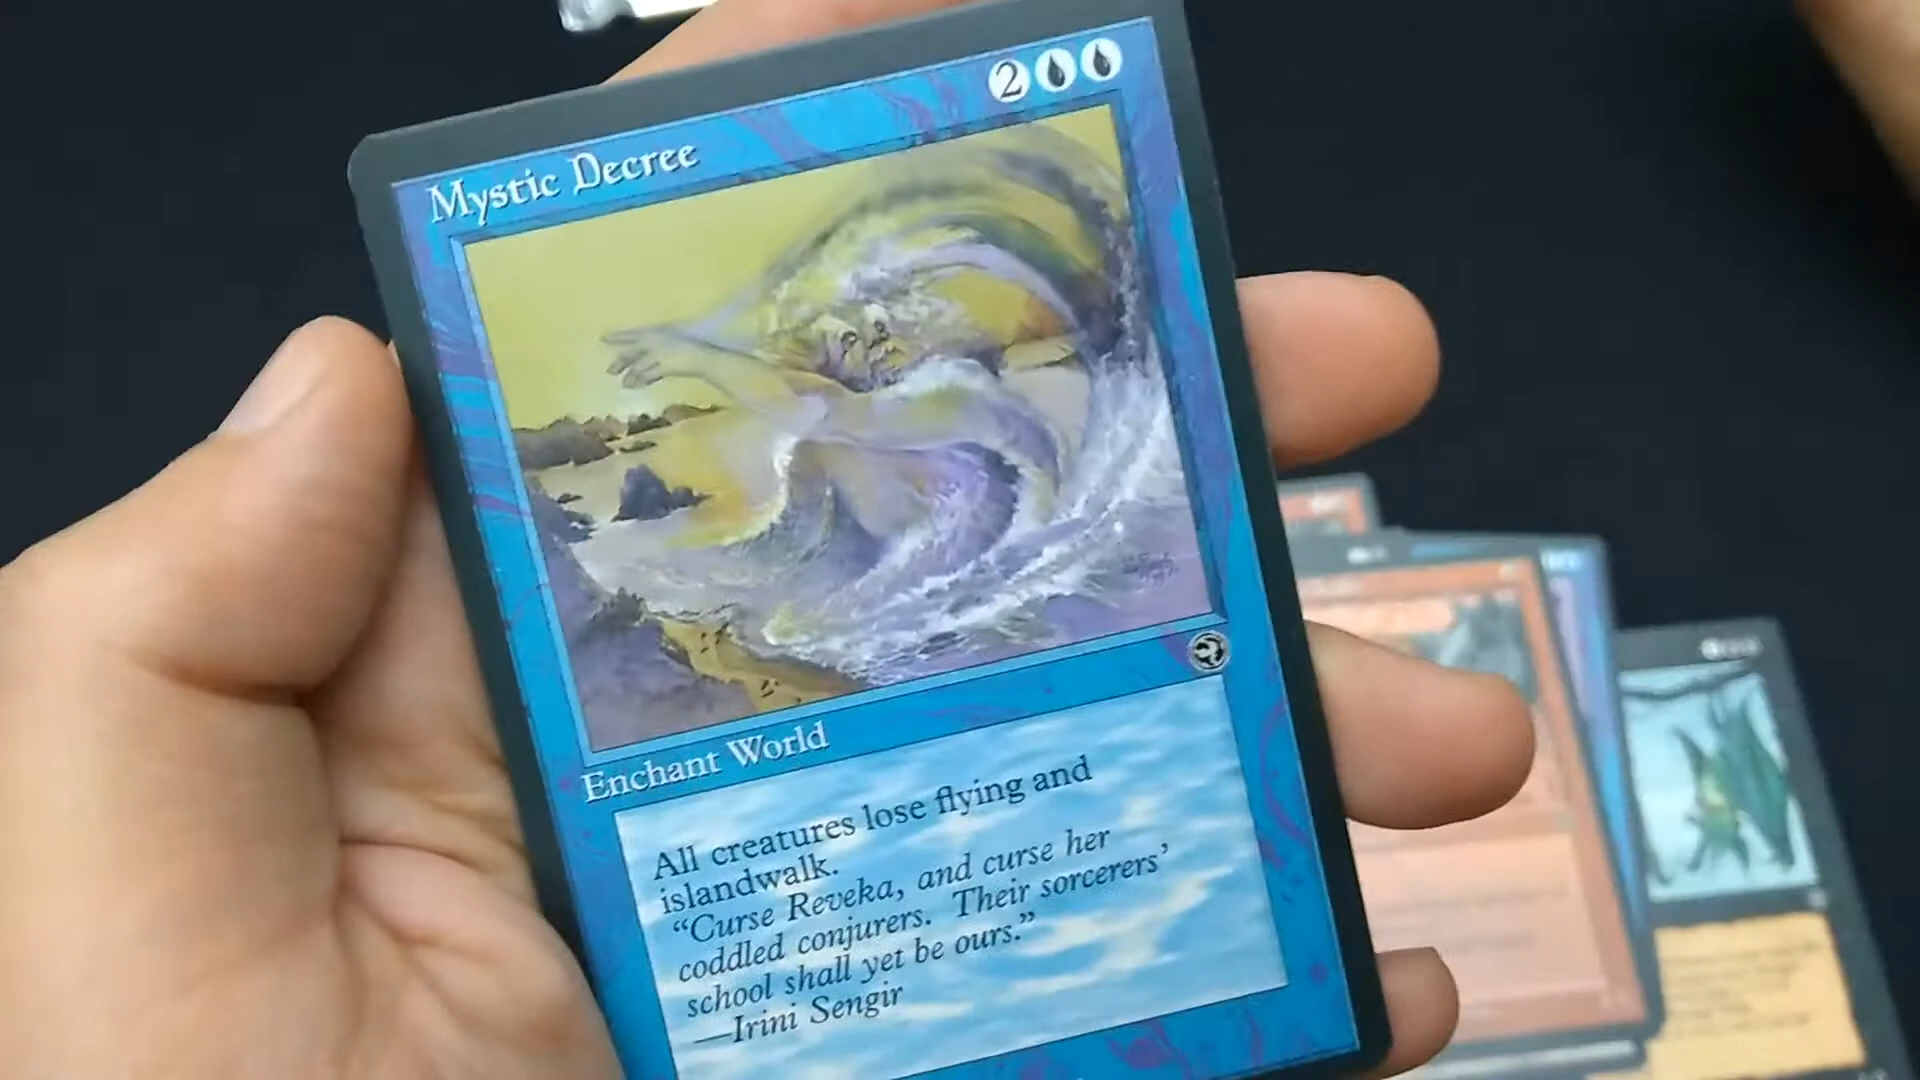 2
Mystic Decree
Enchant World
All creatures lose flying and
islandwalk.
“Curse Reveka, and curse her
coddled conjurers.  Their sorcerers’
school shall yet be ours.”
—Irini Sengir